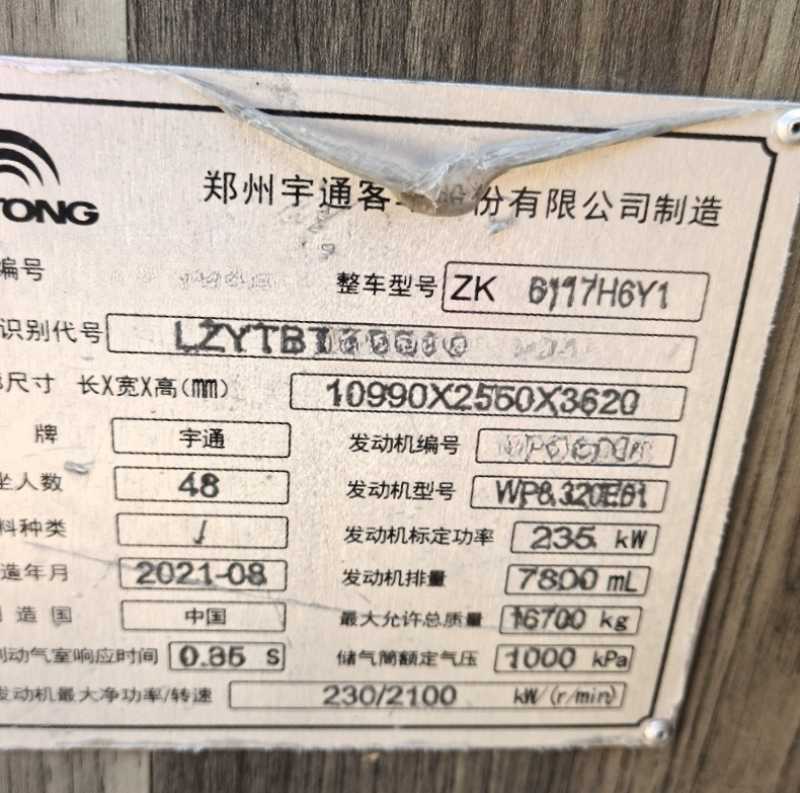 TONG
郑州宇通客 份有限公司制造
编号
整车型号 ZK 6117H6Y1
识别代号 LZYTBT
尺寸 长X宽X高(mm) 10990X2550X3620
牌 宇通 发动机编号
坐人数 48 发动机型号 WP8.320E61
料种类 / 发动机标定功率 235 kW
造年月 2021-08 发动机排量 7800 mL
造国 中国 最大允许总质量 16700 kg
制动气室响应时间 0.35 S 储气筒额定气压 1000 kPa
发动机最大净功率/转速 230/2100 kW/(r/min)